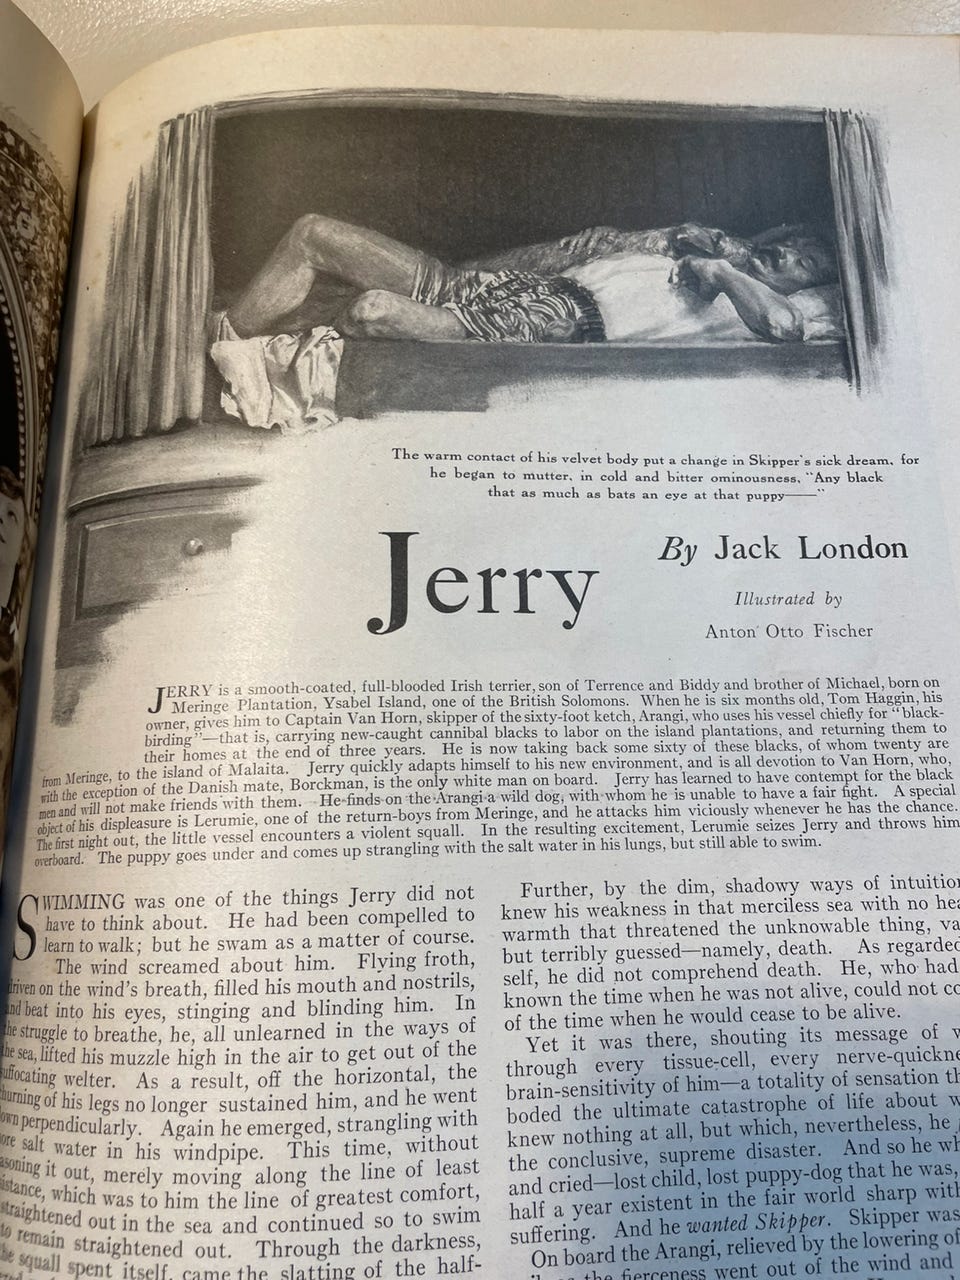 The warm contact of his velvet body put a change in Skipper's sick dream, for
he began to mutter, in cold and bitter ominousness, "Any black
that as much as bats an eye at that puppy——"
Jerry
By Jack London
Illustrated by
Anton Otto Fischer
JERRY is a smooth-coated, full-blooded Irish terrier, son of Terrence and Biddy and brother of Michael, born on
Meringe Plantation, Ysabel Island, one of the British Solomons. When he is six months old, Tom Haggin, his
owner, gives him to Captain Van Horn, skipper of the sixty-foot ketch, Arangi, who uses his vessel chiefly for "black-
birding"—that is, carrying new-caught cannibal blacks to labor on the island plantations, and returning them to
their homes at the end of three years. He is now taking back some sixty of these blacks, of whom twenty are
from Meringe, to the island of Malaita. Jerry quickly adapts himself to his new environment, and is all devotion to Van Horn, who,
with the exception of the Danish mate, Borckman, is the only white man on board. Jerry has learned to have contempt for the black
men and will not make friends with them. He finds on the Arangi a wild dog, with whom he is unable to have a fair fight. A special
object of his displeasure is Lerumie, one of the return-boys from Meringe, and he attacks him viciously whenever he has the chance.
The first night out, the little vessel encounters a violent squall. In the resulting excitement, Lerumie seizes Jerry and throws him
overboard. The puppy goes under and comes up strangling with the salt water in his lungs, but still able to swim.
SWIMMING was one of the things Jerry did not
have to think about. He had been compelled to
learn to walk; but he swam as a matter of course.
The wind screamed about him. Flying froth,
driven on the wind's breath, filled his mouth and nostrils,
and beat into his eyes, stinging and blinding him. In
the struggle to breathe, he, all unlearned in the ways of
the sea, lifted his muzzle high in the air to get out of the
suffocating welter. As a result, off the horizontal, the
churning of his legs no longer sustained him, and he went
down perpendicularly. Again he emerged, strangling with
more salt water in his windpipe. This time, without
reasoning it out, merely moving along the line of least
resistance, which was to him the line of greatest comfort,
straightened out in the sea and continued so to swim
to remain straightened out. Through the darkness,
the squall spent itself, came the slatting of the half-
Further, by the dim, shadowy ways of intuition
knew his weakness in that merciless sea with no
warmth that threatened the unknowable thing,
but terribly guessed—namely, death. As regarded
self, he did not comprehend death. He, who had
known the time when he was not alive, could not
of the time when he would cease to be alive.
Yet it was there, shouting its message of
through every tissue-cell, every
brain-sensitivity of him—a totality of sensation
boded the ultimate catastrophe of life about
knew nothing at all, but which, nevertheless, he
the conclusive, supreme disaster. And so he
and cried—lost child, lost puppy-dog that he was,
half a year existent in the fair world sharp with
suffering. And he wanted Skipper. Skipper was
On board the Arangi, relieved by the lowering of
the fierceness went out of the wind and